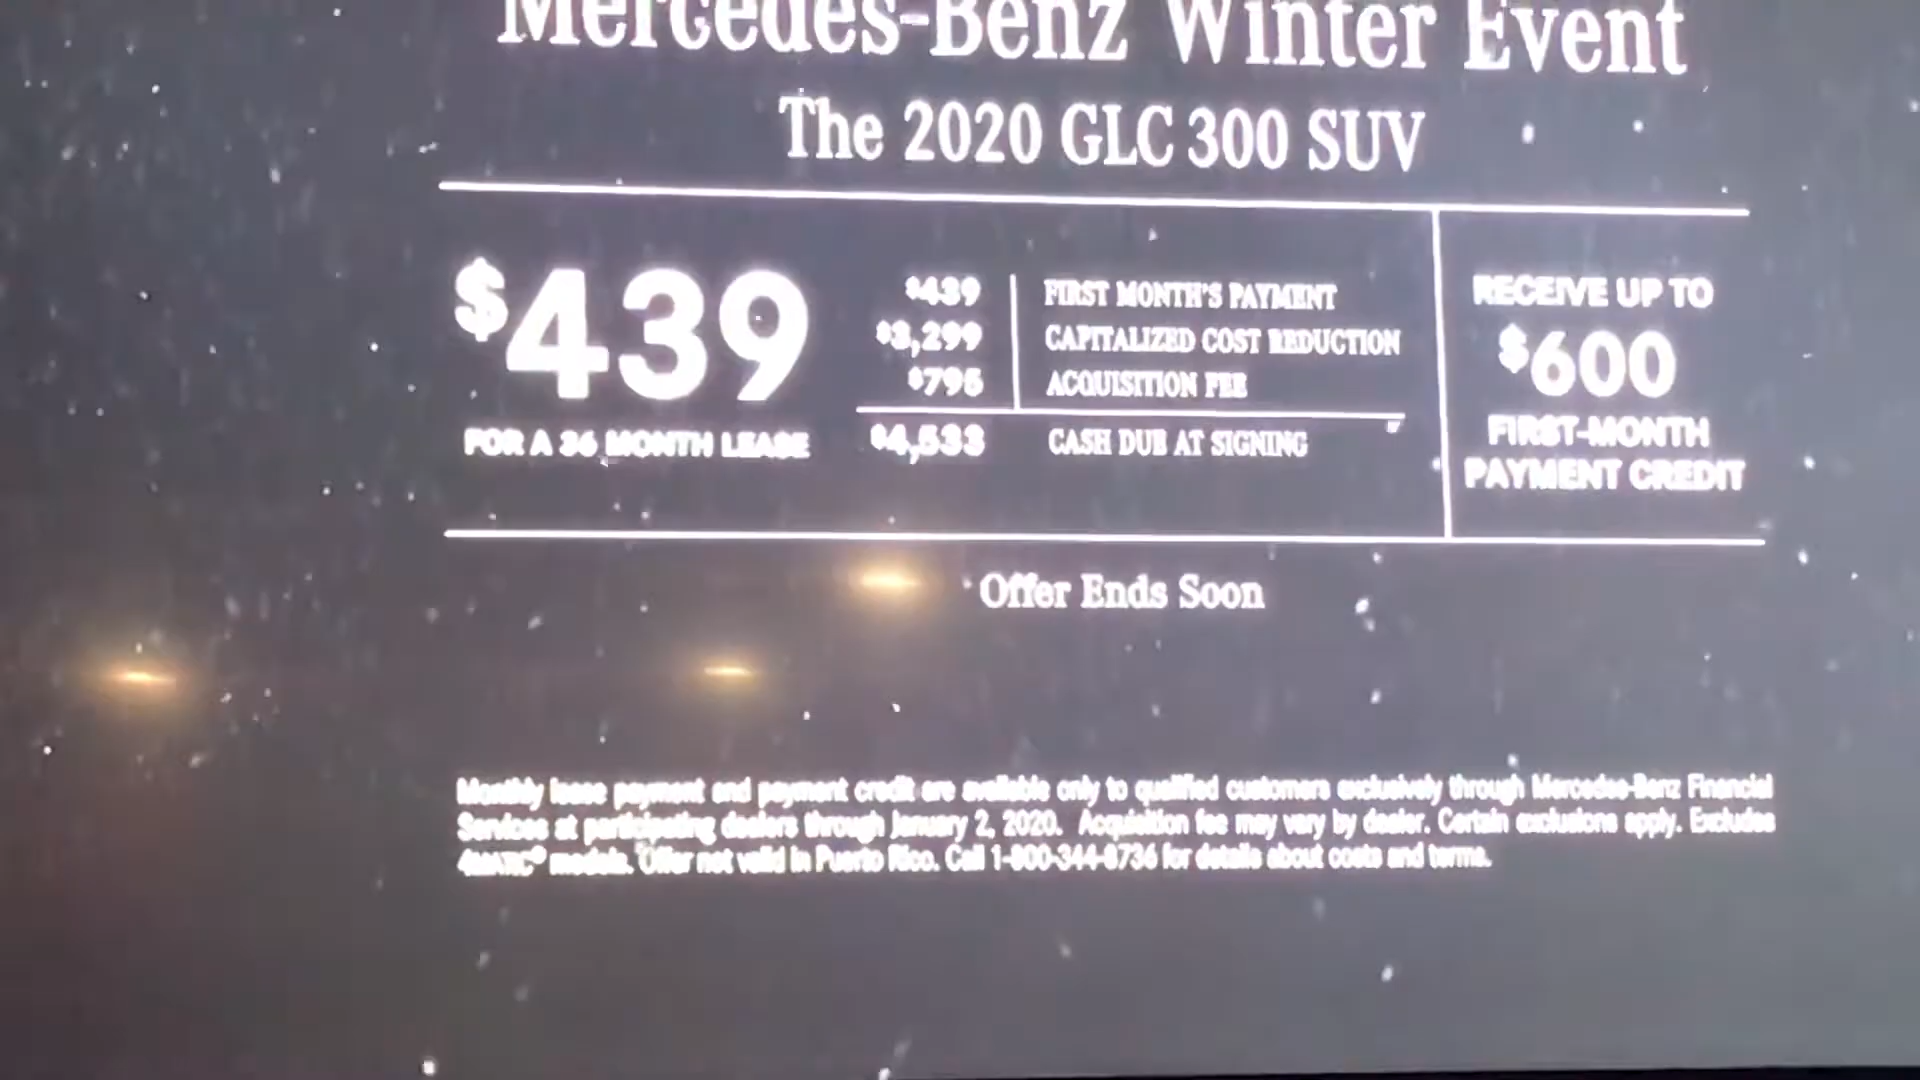 Mercedes-Benz Winter Event
The 2020 GLC 300 SUV
$439
FOR A 36 MONTH LEASE
$439 FIRST MONTH'S PAYMENT
$3,299 CAPITALIZED COST REDUCTION
$795 ACQUISITION FEE
$4,533 CASH DUE AT SIGNING
RECEIVE UP TO
$600
FIRST-MONTH
PAYMENT CREDIT
Offer Ends Soon
Monthly lease payment and payment credit are available only to qualified customers exclusively through Mercedes-Benz Financial
Services at participating dealers through January 2, 2020. Acquisition fee may vary by dealer. Certain exclusions apply. Excludes
4MATIC® models. Offer not valid in Puerto Rico. Call 1-800-344-8736 for details about costs and terms.